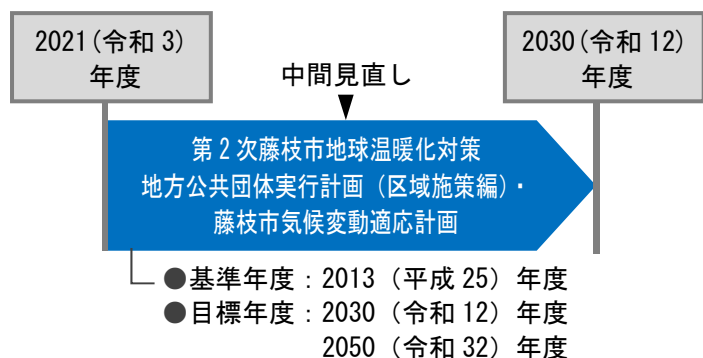 2021(令和 3)
年度
2030(令和 12)
年度
中間見直し
▼
第 2 次藤枝市地球温暖化対策
地方公共団体実行計画（区域施策編）・
藤枝市気候変動適応計画
●基準年度：2013（平成 25）年度
●目標年度：2030（令和 12）年度
2050（令和 32）年度